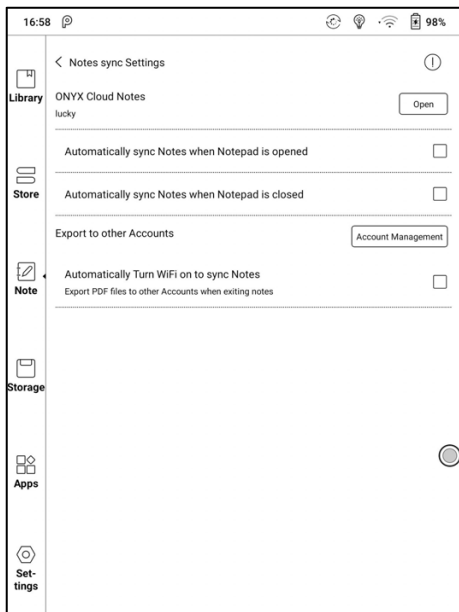 16:58
98%
Notes sync Settings
Library
ONYX Cloud Notes
lucky
Open
Automatically sync Notes when Notepad is opened
Store
Automatically sync Notes when Notepad is closed
Export to other Accounts
Account Management
Note
Automatically Turn WiFi on to sync Notes
Export PDF files to other Accounts when exiting notes
Storage
Apps
Set-
tings